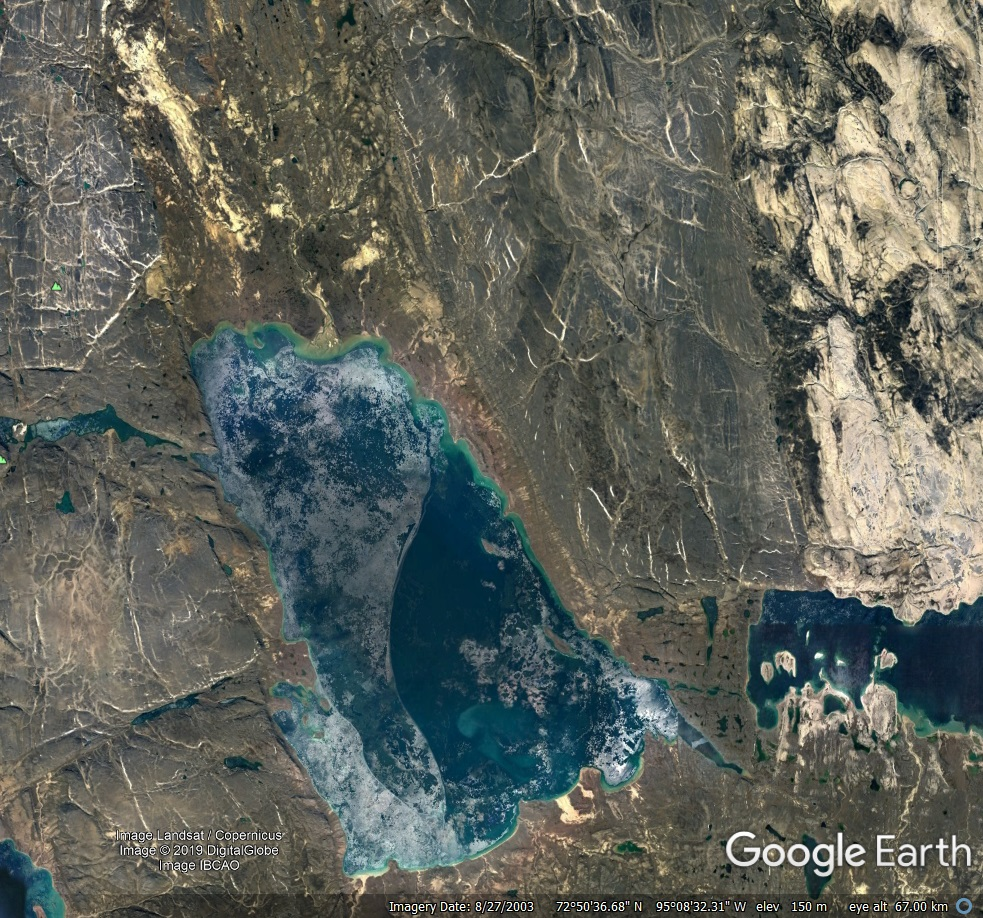 Image Landsat / Copernicus
Image © 2019 DigitalGlobe
Image IBCAO
Google Earth
Imagery Date: 8/27/2003 72°50'36.68" N 95°08'32.31" W elev 150 m eye alt 67.00 km